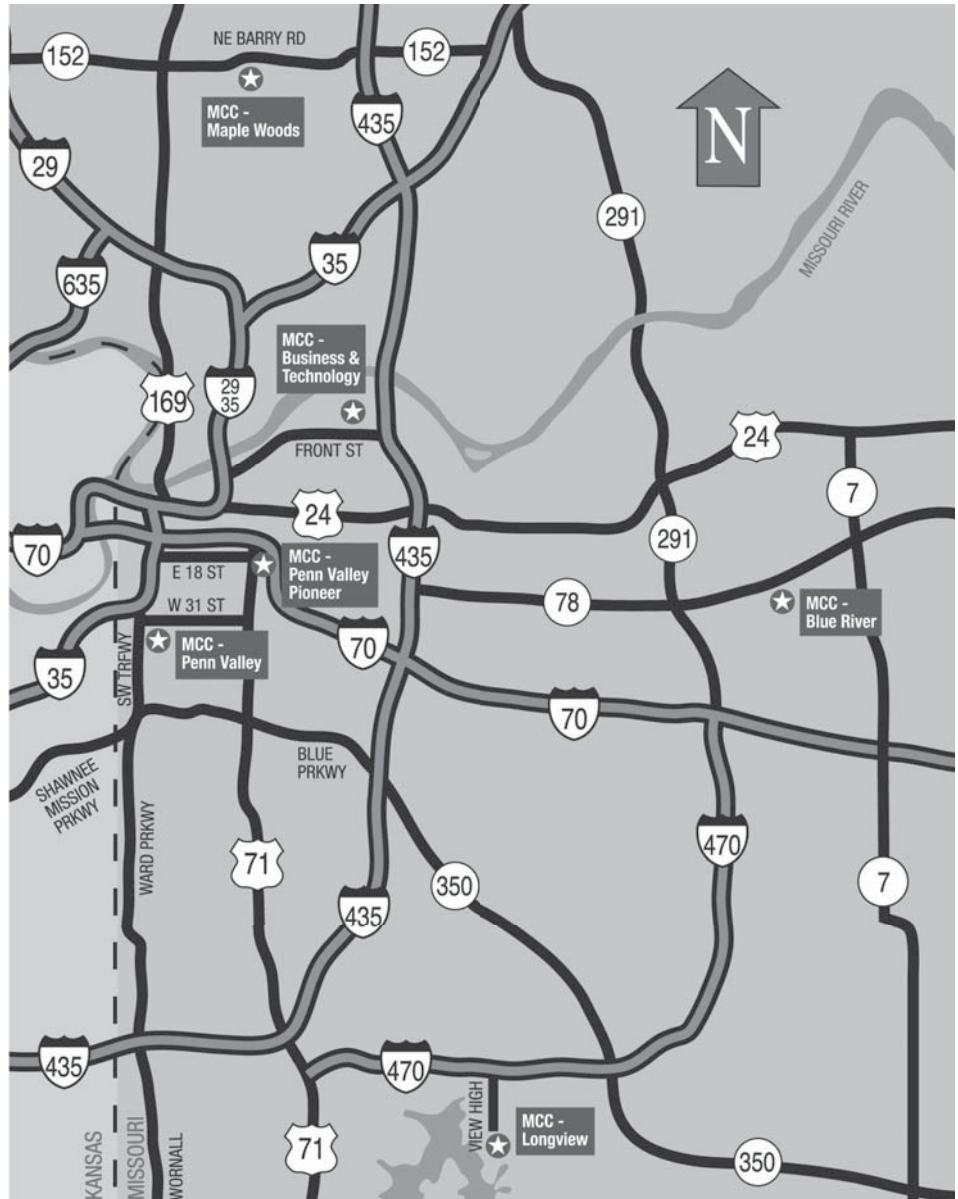 NE BARRY RD
152
152
MCC -
Maple Woods
435
N
29
291
MISSOURI RIVER
35
635
MCC -
Business &
Technology
169
29
35
24
FRONT ST
7
24
70
435
291
MCC -
Penn Valley
Pioneer
E 18 ST
78
MCC -
Blue River
W 31 ST
MCC -
Penn Valley
70
35
SW TRFWY
70
BLUE
PRKWY
SHAWNEE
MISSION
PRKWY
WARD PRKWY
470
71
350
7
435
435
470
VIEW HIGH
MCC -
Longview
71
350
KANSAS
MISSOURI
WORNALL